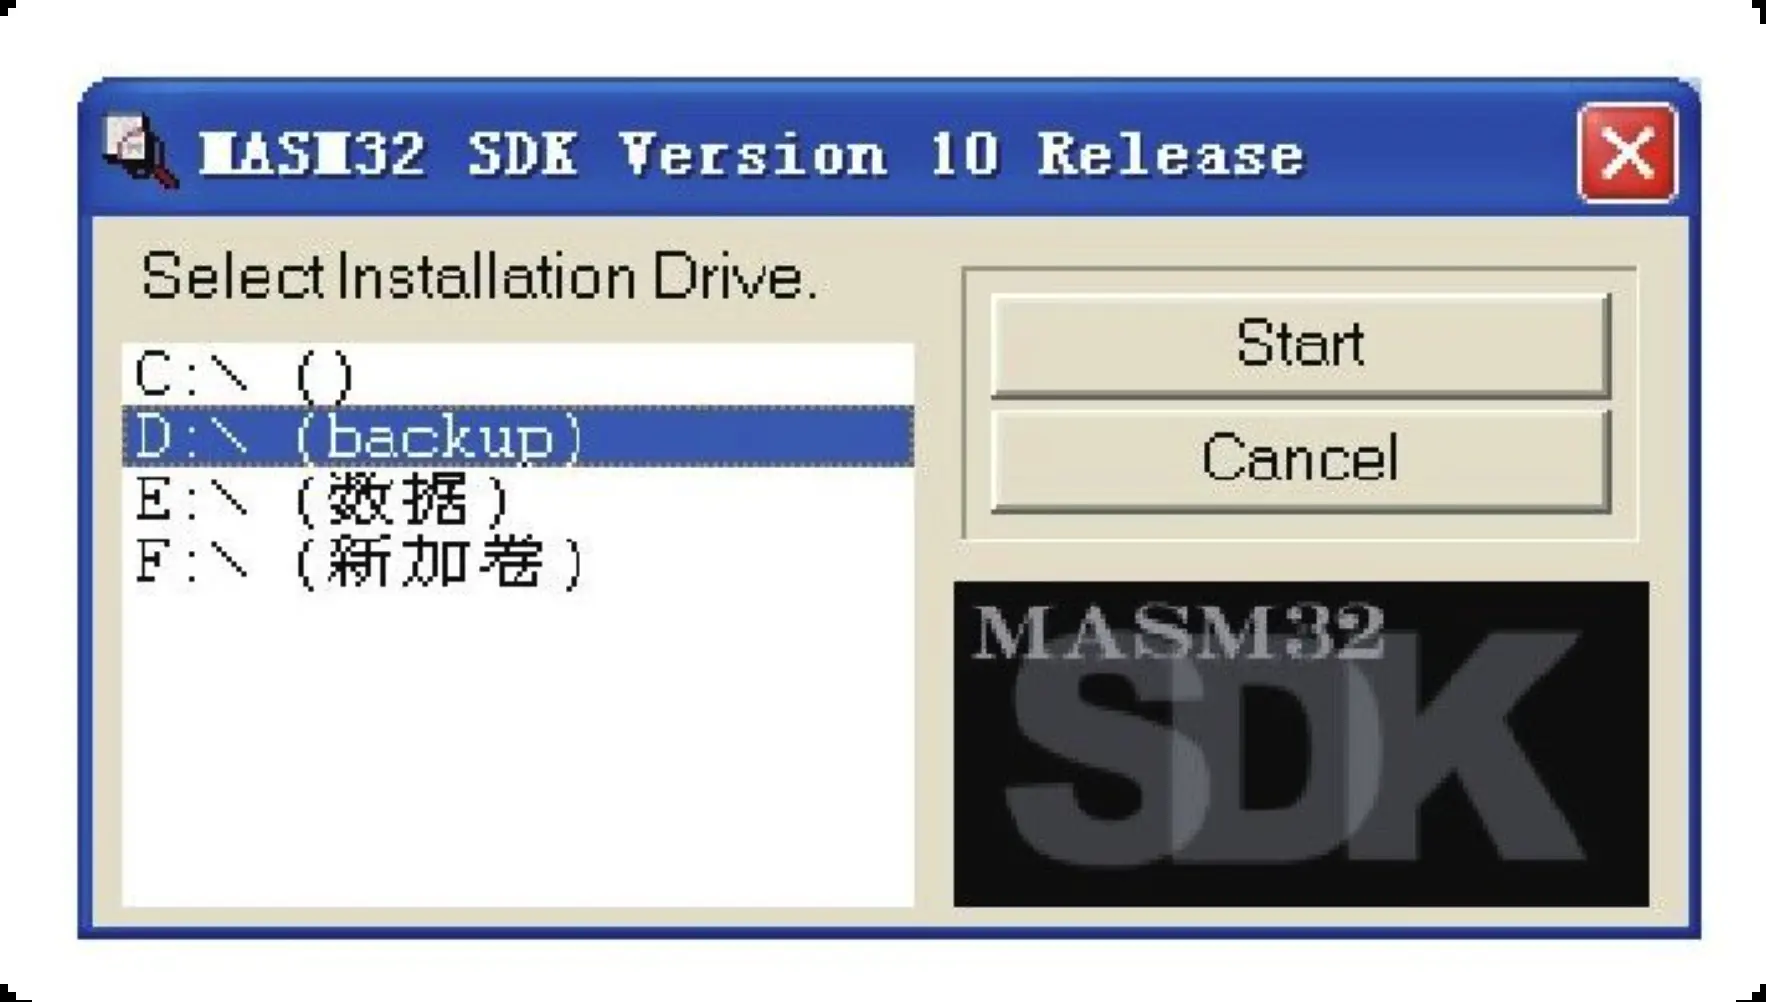 MASM32 SDK Version 10 Release
Select Installation Drive.
C:\ ()
D:\ (backup)
E:\ (数据)
F:\ (新加卷)
Start
Cancel
MASM32
SDK